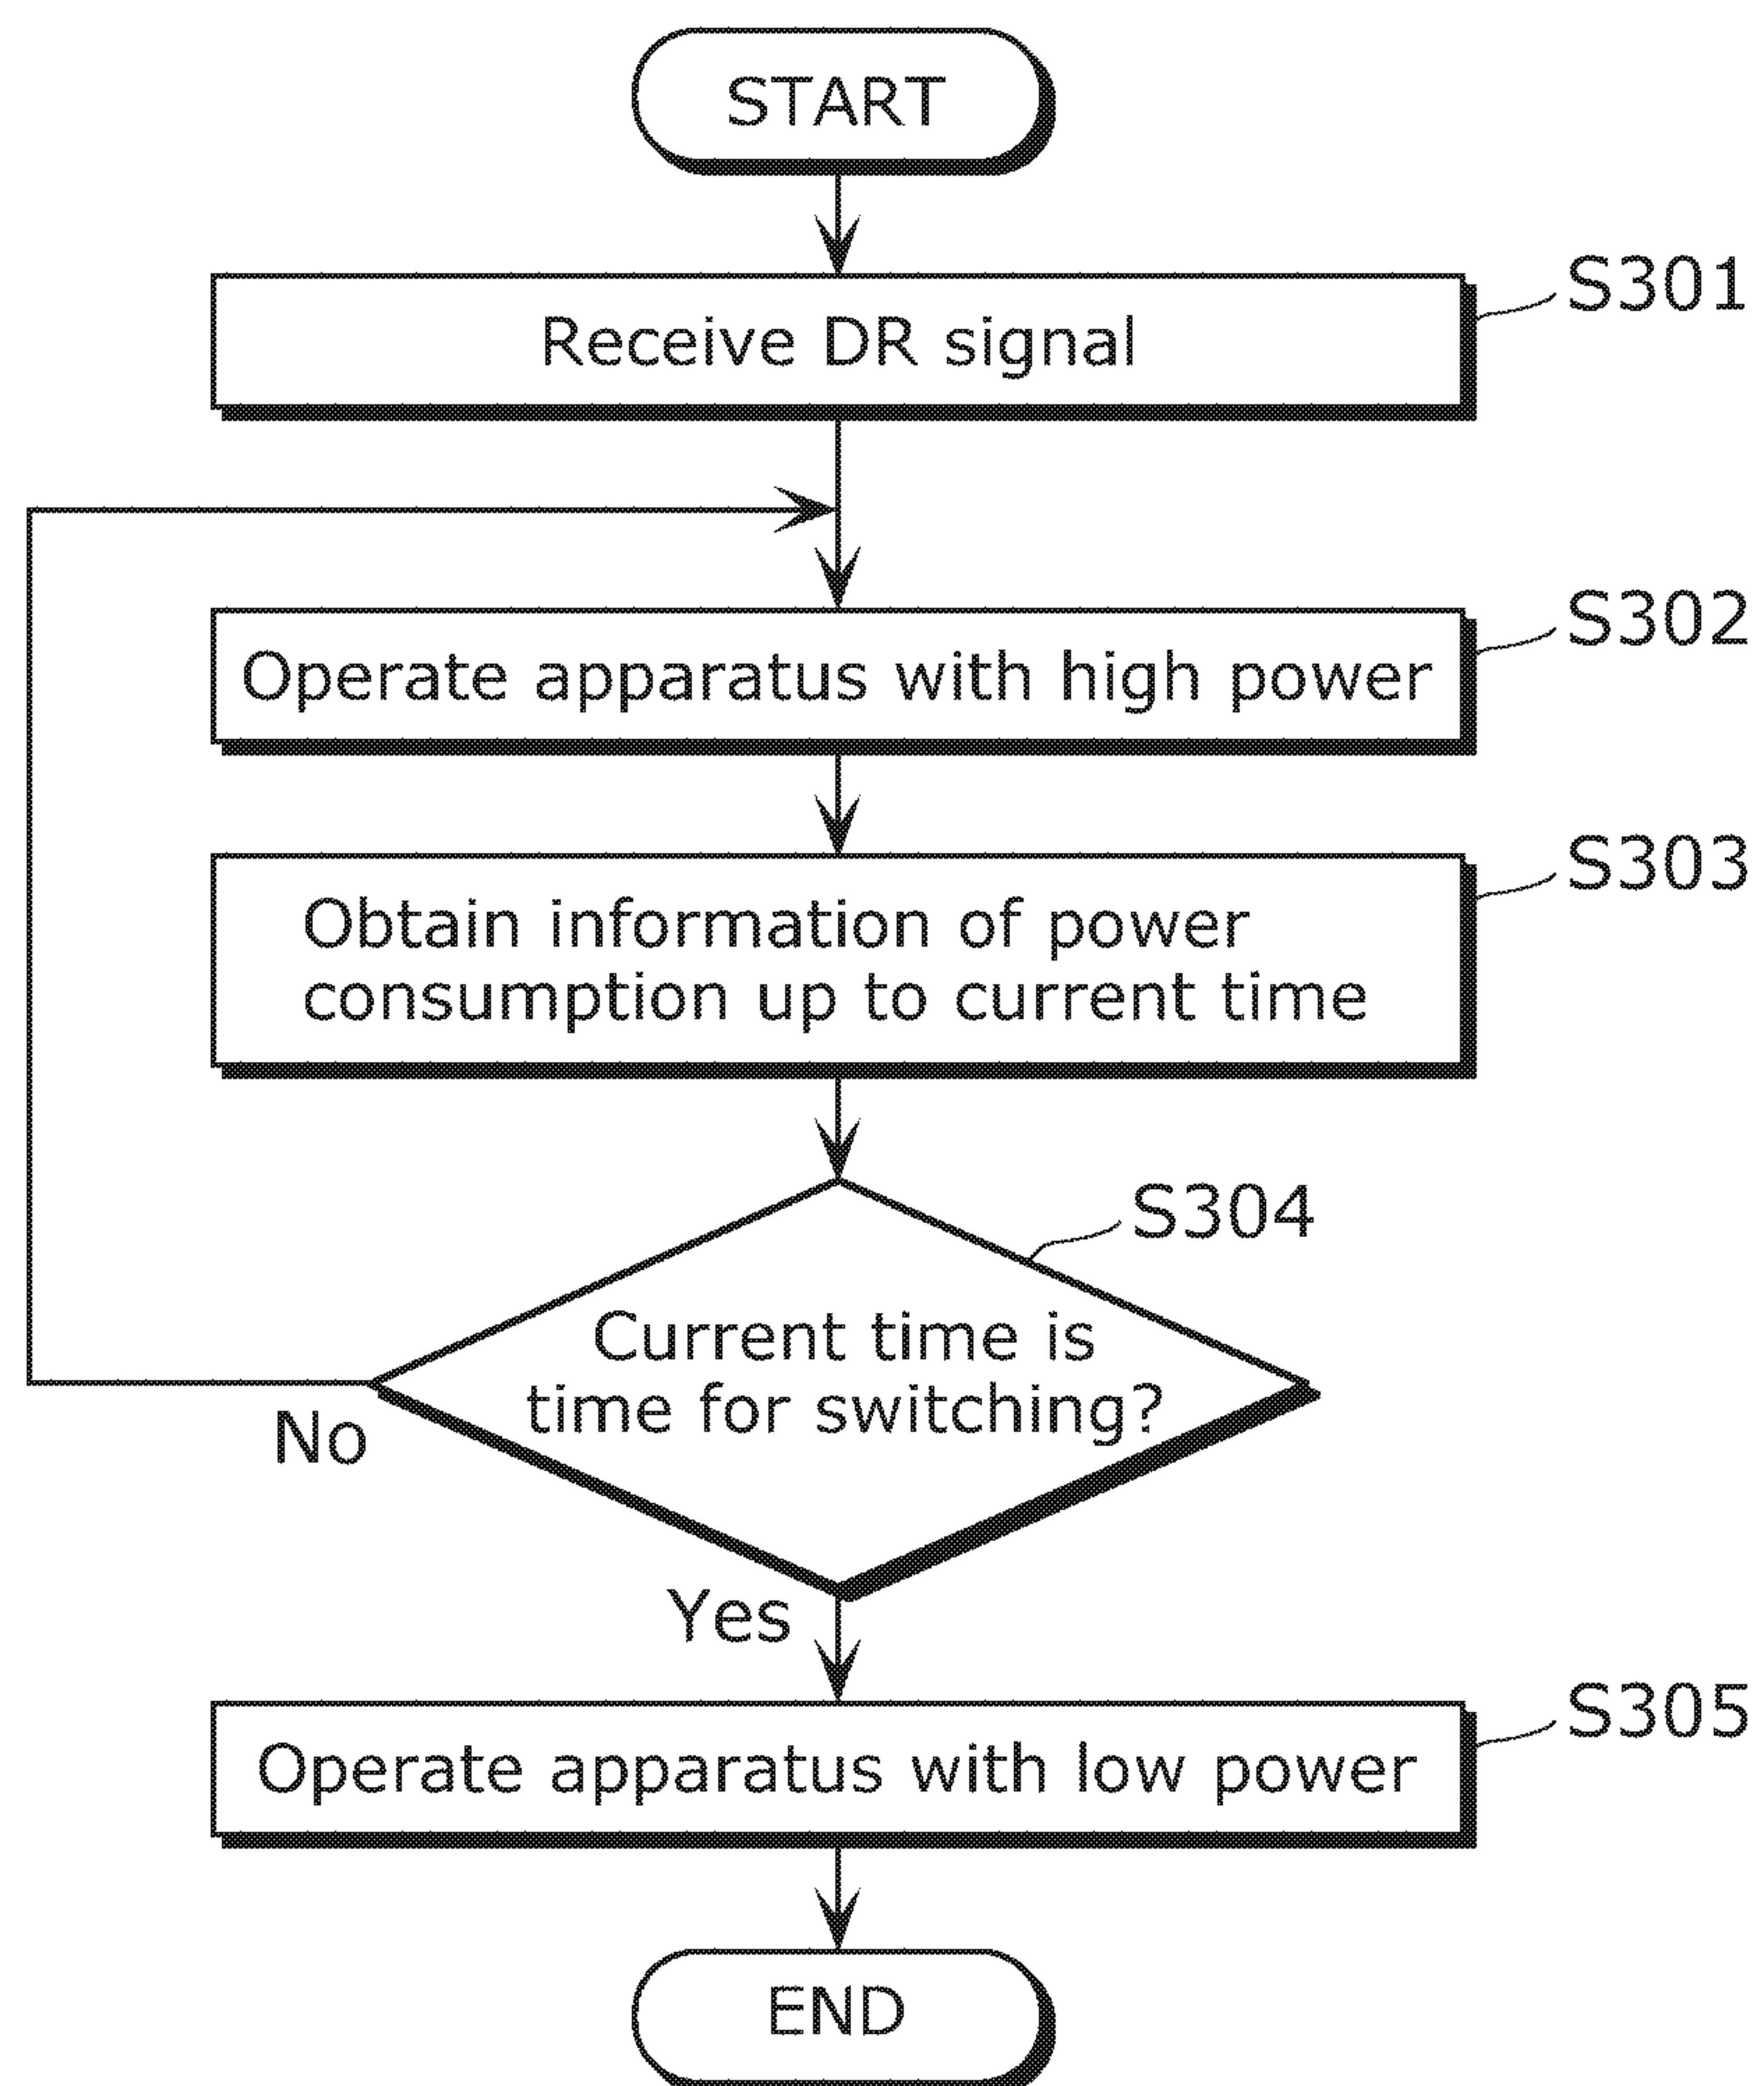 START
S301
Receive DR signal
S302
Operate apparatus with high power
S303
Obtain information of power
consumption up to current time
S304
Current time is
time for switching?
No
Yes
S305
Operate apparatus with low power
END